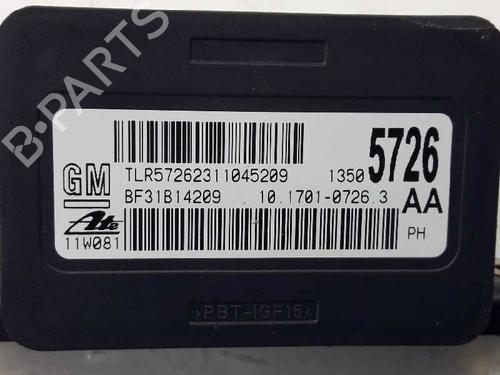 B-PARTS
GM
TLR57262311045209
1350 5726
BF31B14209
10.1701-0726.3
AA
Ate
11W081
PH
>PBT-IGF15<